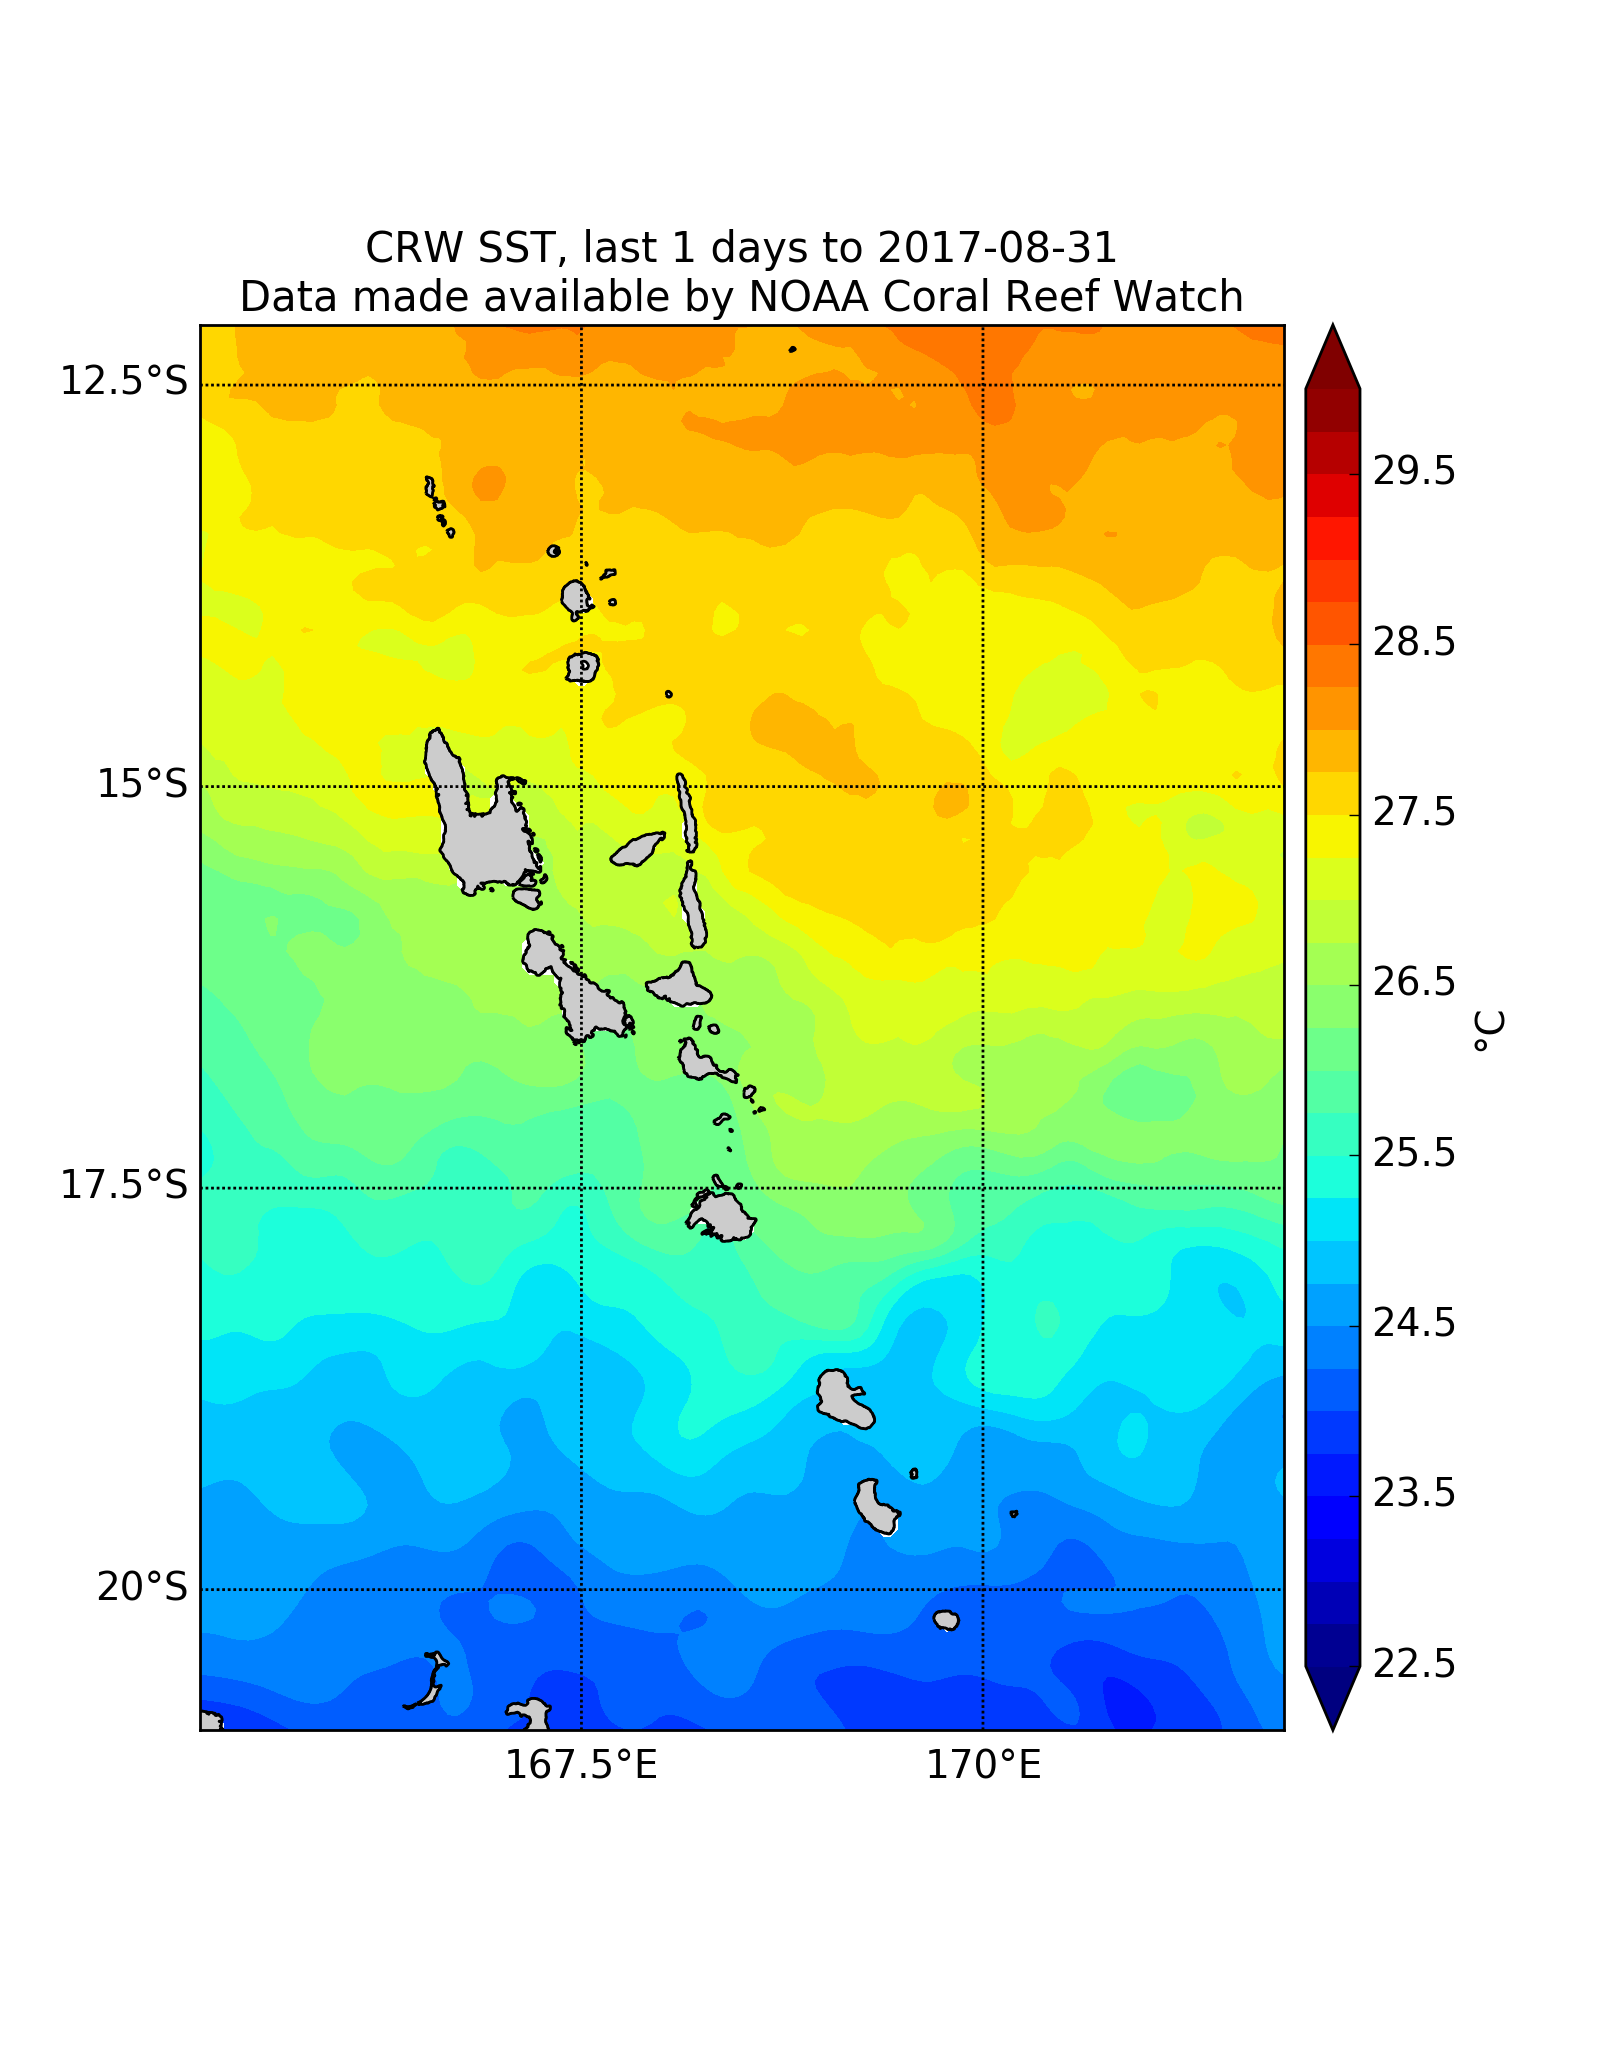 CRW SST, last 1 days to 2017-08-31
Data made available by NOAA Coral Reef Watch
12.5°S
15°S
17.5°S
20°S
167.5°E
170°E
29.5
28.5
27.5
26.5
25.5
24.5
23.5
22.5
°C